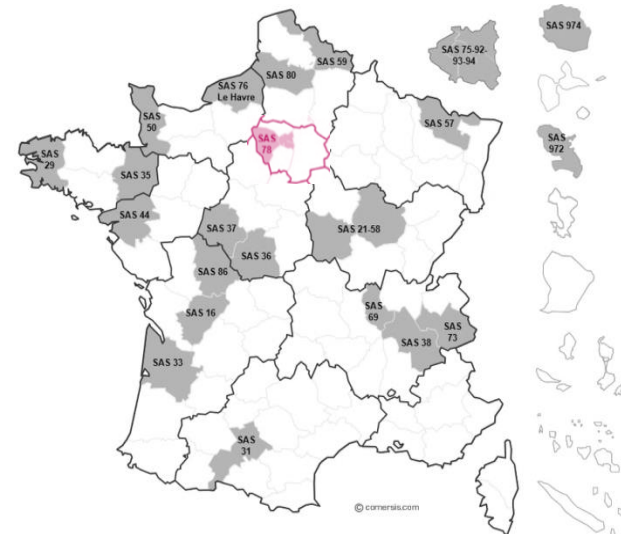 SAS 974
SAS 59
SAS 75-92-
93-94
SAS 80
SAS 76
Le Havre
SAS
50
SAS 57
SAS
78
SAS
972
SAS
29
SAS 35
SAS 44
SAS 37
SAS 21-58
SAS 36
SAS 86
SAS
69
SAS 16
SAS 38
SAS
73
SAS 33
SAS
31
© comersis.com